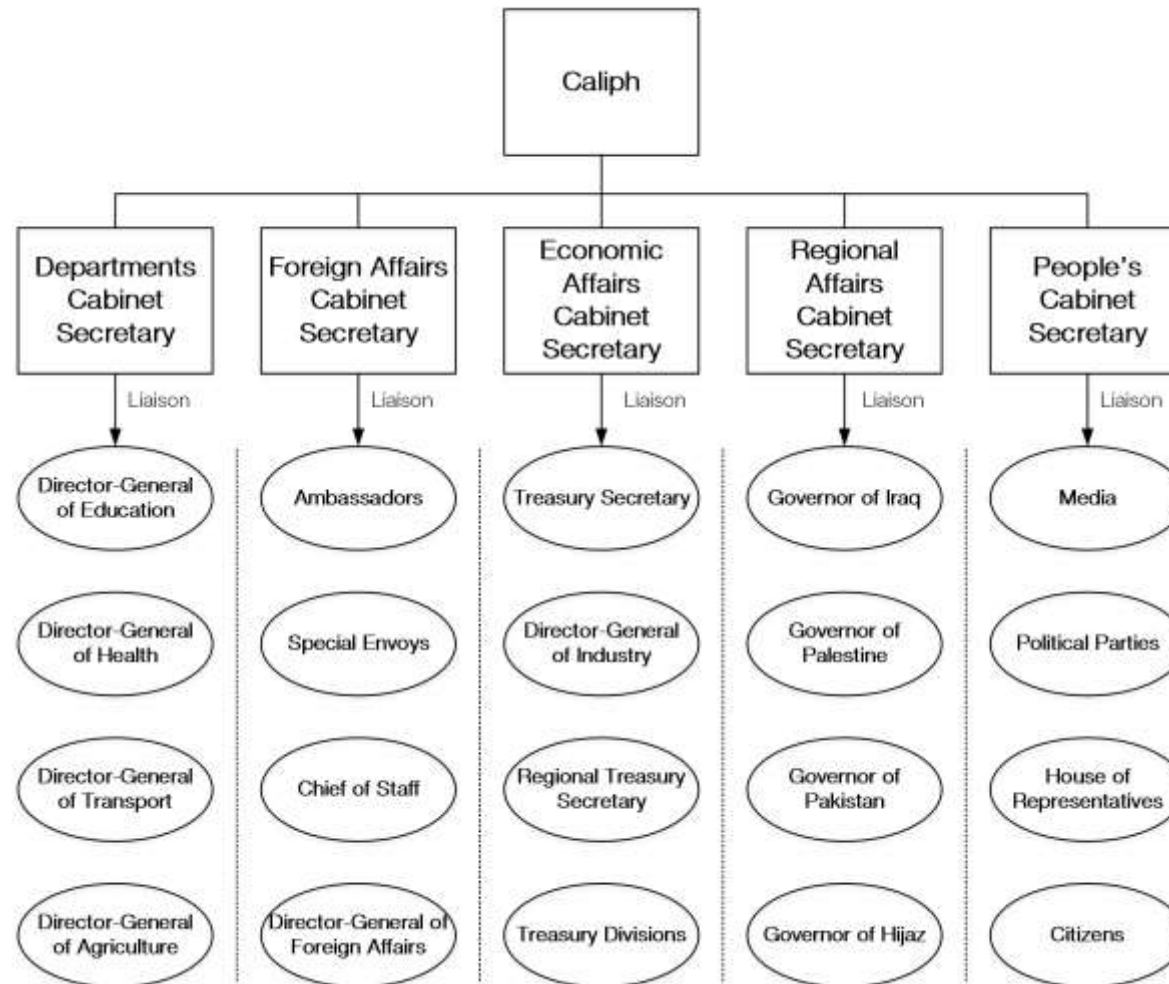 Caliph
Departments
Cabinet
Secretary
Foreign Affairs
Cabinet
Secretary
Economic
Affairs
Cabinet
Secretary
Regional
Affairs
Cabinet
Secretary
People's
Cabinet
Secretary
Liaison
Liaison
Liaison
Liaison
Liaison
Director-General
of Education
Ambassadors
Treasury Secretary
Governor of Iraq
Media
Director-General
of Health
Special Envoys
Director-General
of Industry
Governor of
Palestine
Political Parties
Director-General
of Transport
Chief of Staff
Regional Treasury
Secretary
Governor of
Pakistan
House of
Representatives
Director-General
of Agriculture
Director-General of
Foreign Affairs
Treasury Divisions
Governor of Hijaz
Citizens